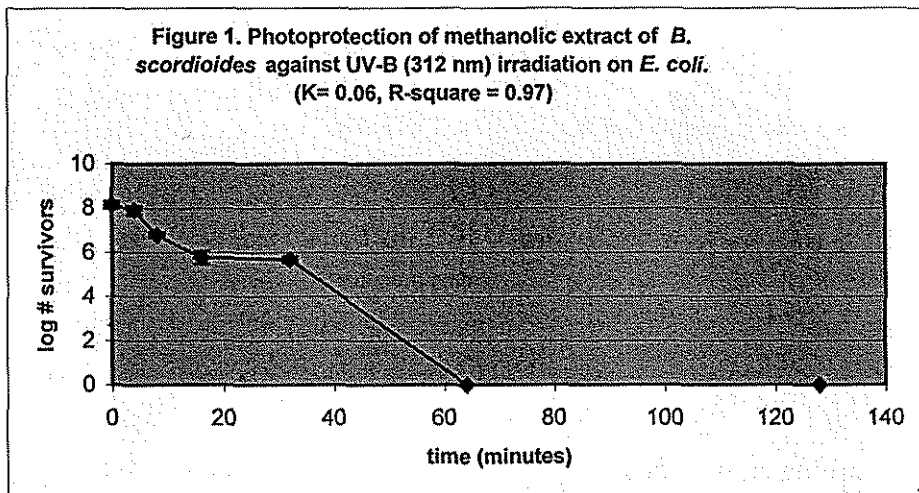 Figure 1. Photoprotection of methanolic extract of B.
scordioides against UV-B (312 nm) irradiation on E. coli.
(K= 0.06, R-square = 0.97)
10
8
6
4
2
0
log # survivors
0 20 40 60 80 100 120 140
time (minutes)